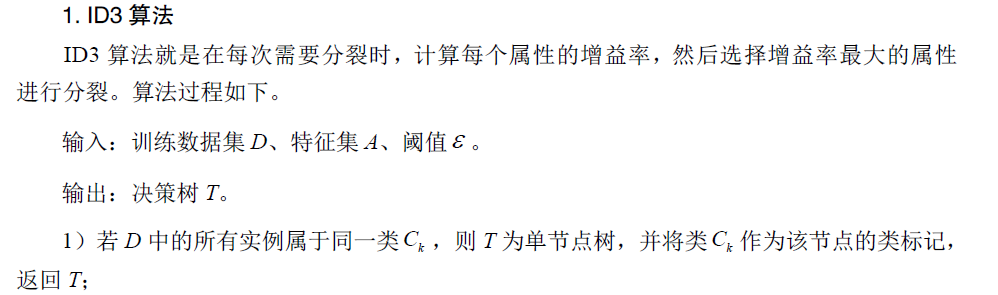 1. ID3 算法
ID3 算法就是在每次需要分裂时，计算每个属性的增益率，然后选择增益率最大的属性
进行分裂。算法过程如下。
输入：训练数据集 D、特征集 A、阈值 ε 。
输出：决策树 T。
1）若 D 中的所有实例属于同一类 Cₖ ，则 T 为单节点树，并将类 Cₖ 作为该节点的类标记，
返回 T；